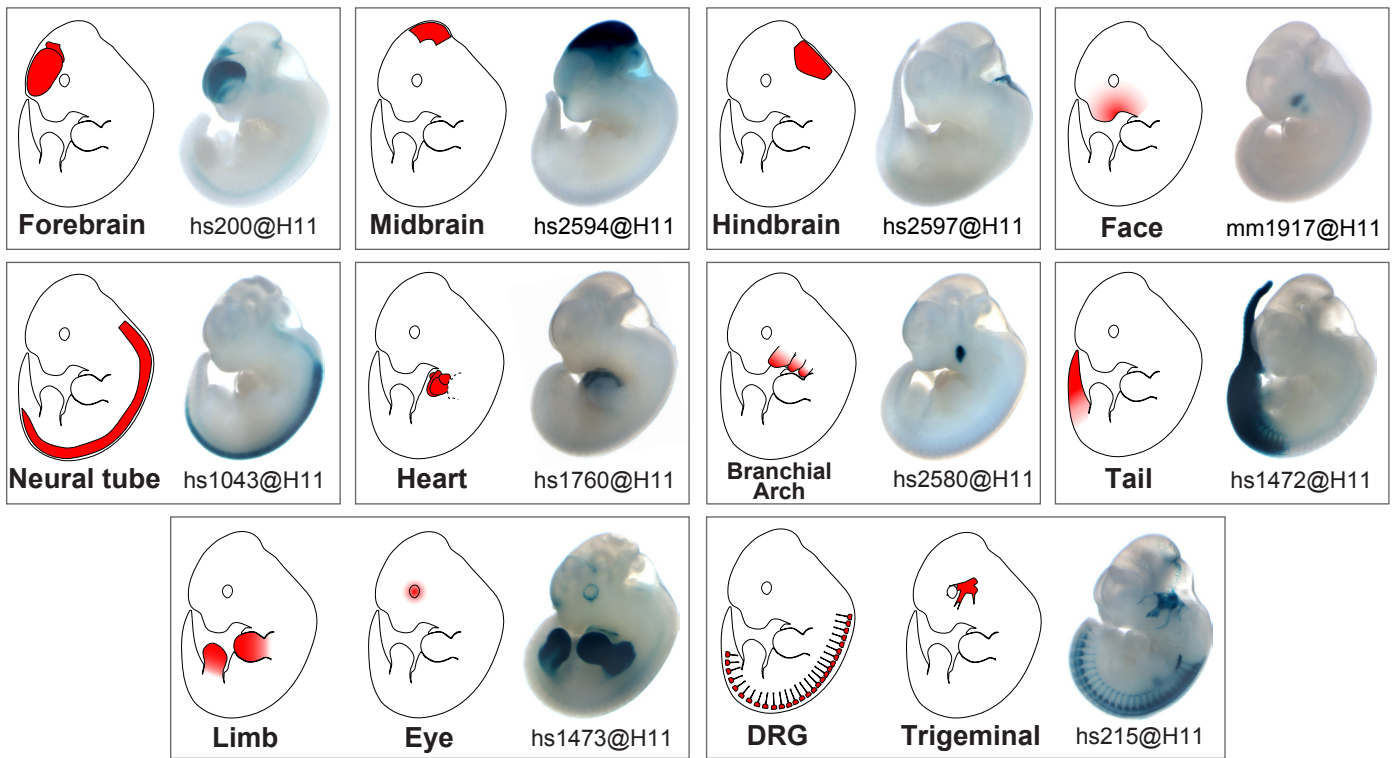 Forebrain hs200@H11
Midbrain hs2594@H11
Hindbrain hs2597@H11
Face mm1917@H11
Neural tube hs1043@H11
Heart hs1760@H11
Branchial
Arch
hs2580@H11
Tail hs1472@H11
Limb Eye hs1473@H11
DRG Trigeminal hs215@H11